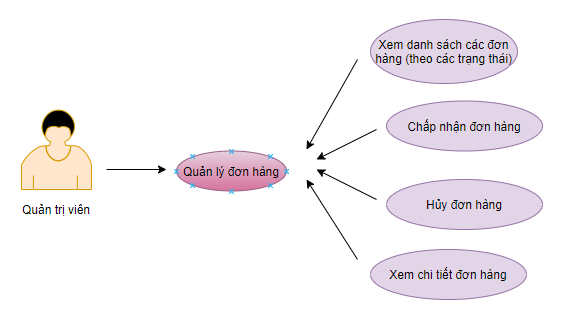 Xem danh sách các đơn
hàng (theo các trạng thái)
Chấp nhận đơn hàng
Quản lý đơn hàng
Hủy đơn hàng
Quản trị viên
Xem chi tiết đơn hàng